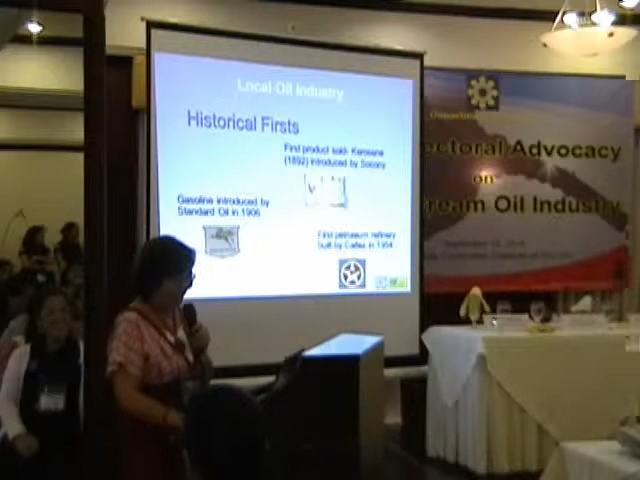 Local Oil Industry
Historical Firsts
First product sold: Kerosene
(1892) introduced by Socony
Gasoline introduced by
Standard Oil in 1906
First petroleum refinery
built by Caltex in 1954
ectoral Advocacy
on
ream Oil Industry